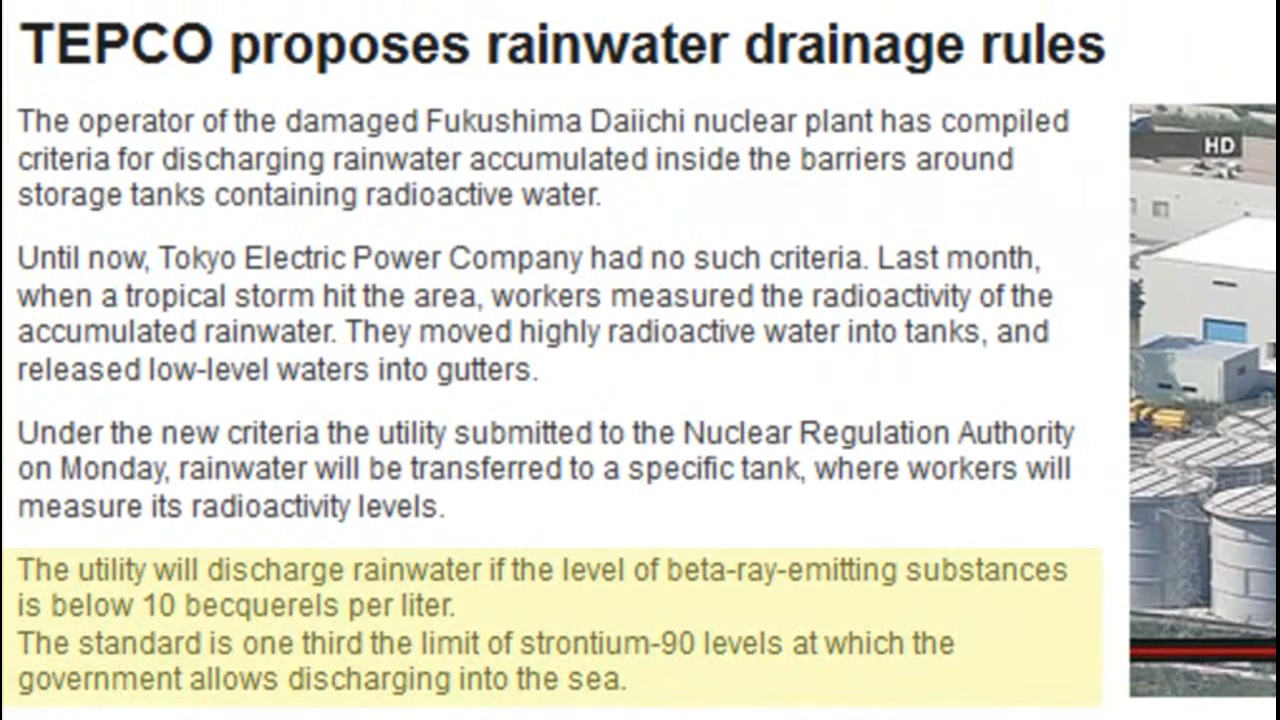 TEPCO proposes rainwater drainage rules
The operator of the damaged Fukushima Daiichi nuclear plant has compiled
criteria for discharging rainwater accumulated inside the barriers around
storage tanks containing radioactive water.
HD
Until now, Tokyo Electric Power Company had no such criteria. Last month,
when a tropical storm hit the area, workers measured the radioactivity of the
accumulated rainwater. They moved highly radioactive water into tanks, and
released low-level waters into gutters.
Under the new criteria the utility submitted to the Nuclear Regulation Authority
on Monday, rainwater will be transferred to a specific tank, where workers will
measure its radioactivity levels.
The utility will discharge rainwater if the level of beta-ray-emitting substances
is below 10 becquerels per liter.
The standard is one third the limit of strontium-90 levels at which the
government allows discharging into the sea.